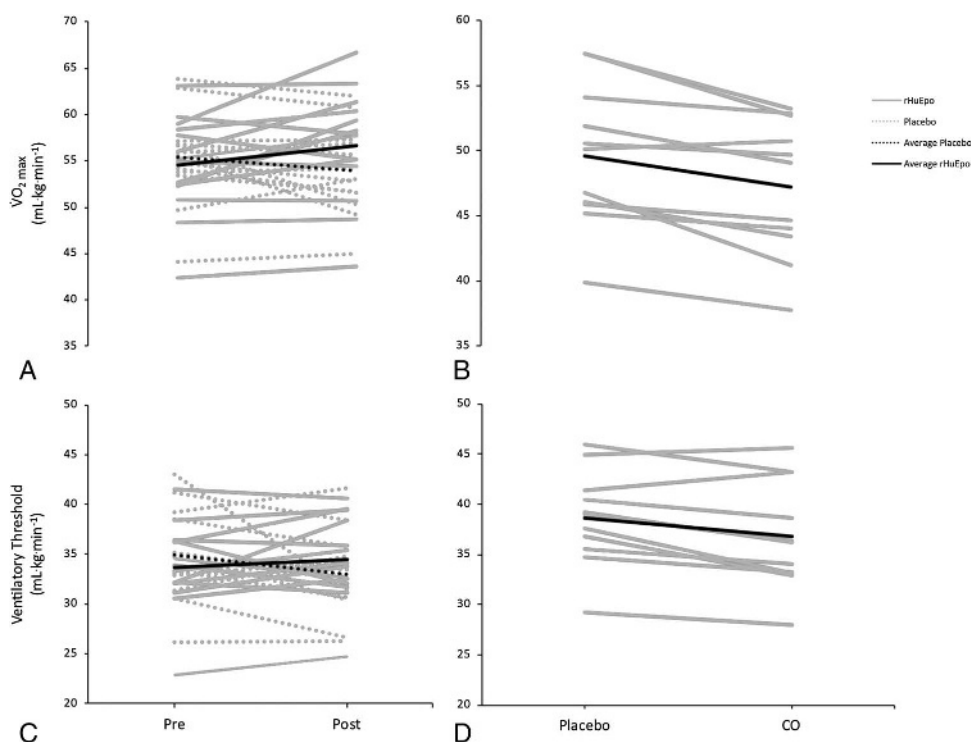 70
65
60
55
50
45
40
35
V̇O₂ max
(mL·kg·min⁻¹)
A
60
55
50
45
40
35
B
rHuEpo
Placebo
Average Placebo
Average rHuEpo
50
45
40
35
30
25
20
Ventilatory Threshold
(mL·kg·min⁻¹)
Pre
Post
C
50
45
40
35
30
25
20
Placebo
CO
D